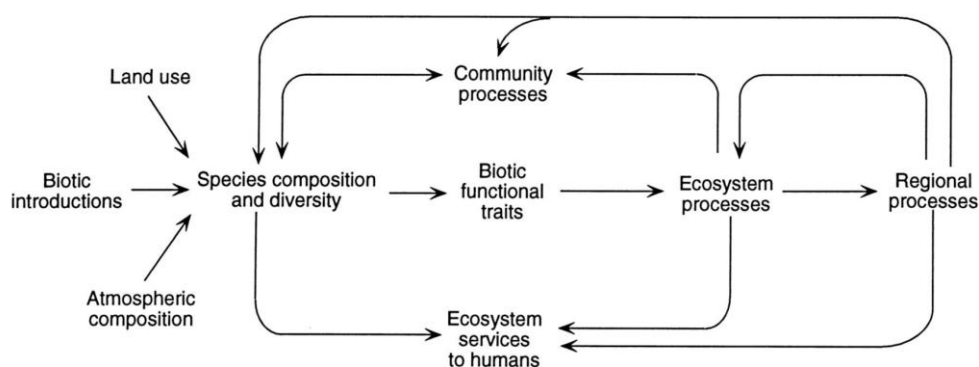 Land use
Community
processes
Biotic
introductions
Species composition
and diversity
Biotic
functional
traits
Ecosystem
processes
Regional
processes
Atmospheric
composition
Ecosystem
services
to humans